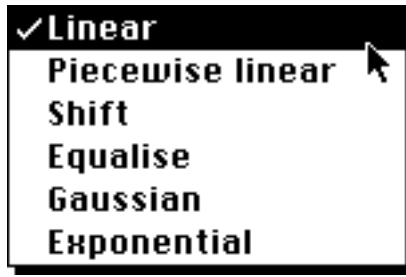 ✓Linear
Piecewise linear
Shift
Equalise
Gaussian
Exponential